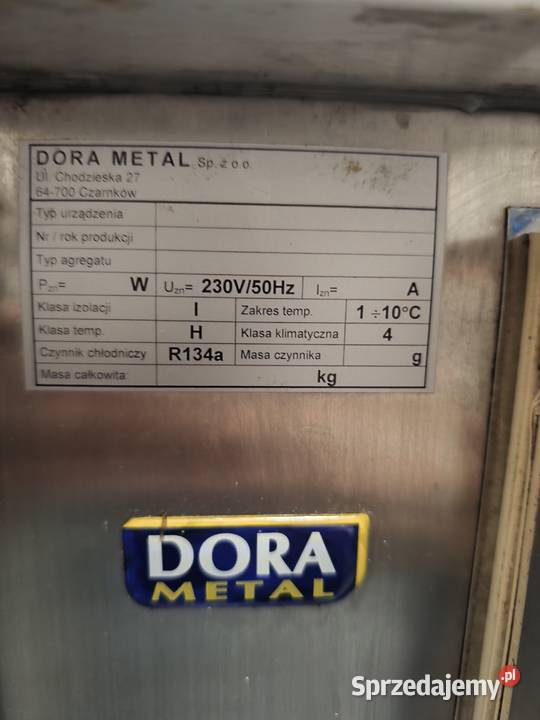 DORA METAL Sp. z o.o.
Ul. Chodzieska 27
64-700 Czarnków
Typ urządzenia
Nr / rok produkcji
Typ agregatu
Pzn= W Uzn= 230V/50Hz Izn= A
Klasa izolacji I Zakres temp. 1 ÷10°C
Klasa temp. H Klasa klimatyczna 4
Czynnik chłodniczy R134a Masa czynnika g
Masa całkowita: kg
DORA
METAL
Sprzedajemy.pl